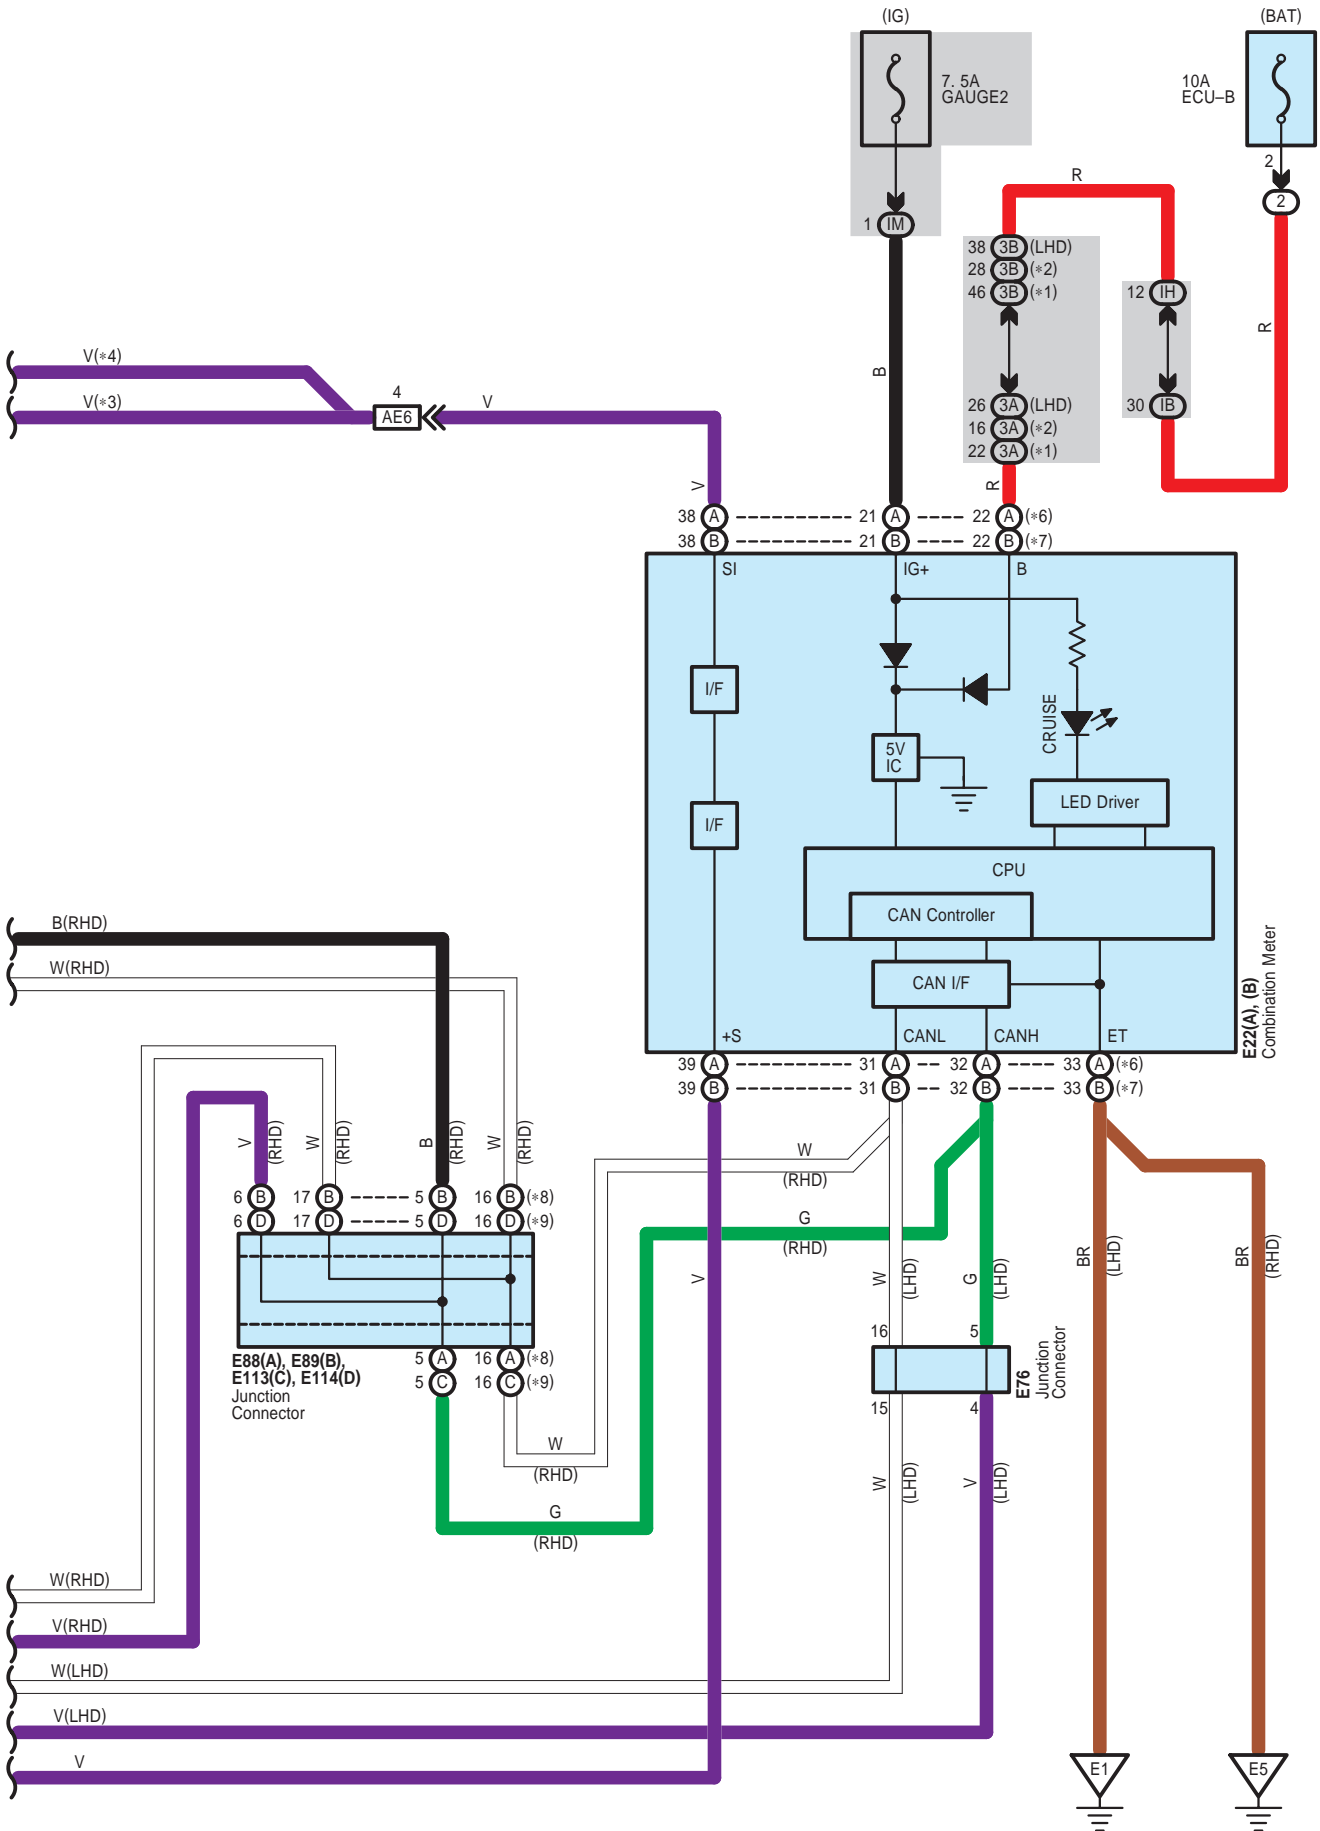 (IG)
(BAT)
7. 5A
GAUGE2
10A
ECU–B
2
2
R
1 IM
38 3B (LHD)
28 3B (∗2)
46 3B (∗1)
12 IH
R
B
V(∗4)
V(∗3)
4
AE6
V
26 3A (LHD)
16 3A (∗2)
22 3A (∗1)
30 IB
V
R
38 A 21 A 22 A (∗6)
38 B 21 B 22 B (∗7)
SI IG+ B
I/F
CRUISE
5V
IC
I/F
LED Driver
CPU
CAN Controller
CAN I/F
E22(A), (B)
Combination Meter
+S CANL CANH ET
39 A 31 A 32 A 33 A (∗6)
39 B 31 B 32 B 33 B (∗7)
B(RHD)
W(RHD)
V (RHD)
W (RHD)
B (RHD)
W (RHD)
6 B 17 B 5 B 16 B (∗8)
6 D 17 D 5 D 16 D (∗9)
W
(RHD)
G
(RHD)
V
W (LHD)
G (LHD)
BR (LHD)
BR (RHD)
E88(A), E89(B),
E113(C), E114(D)
Junction
Connector
5 A 16 A (∗8)
5 C 16 C (∗9)
16 5
15 4
E76
Junction
Connector
W
(RHD)
G
(RHD)
W (LHD)
V (LHD)
W(RHD)
V(RHD)
W(LHD)
V(LHD)
V
E1
E5